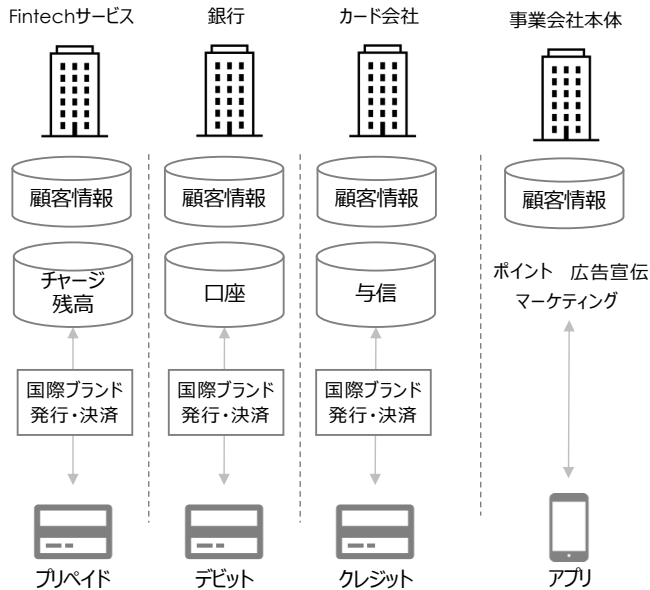 Fintechサービス
銀行
カード会社
事業会社本体
顧客情報
顧客情報
顧客情報
顧客情報
チャージ
残高
口座
与信
ポイント　広告宣伝
マーケティング
国際ブランド
発行・決済
国際ブランド
発行・決済
国際ブランド
発行・決済
プリペイド
デビット
クレジット
アプリ